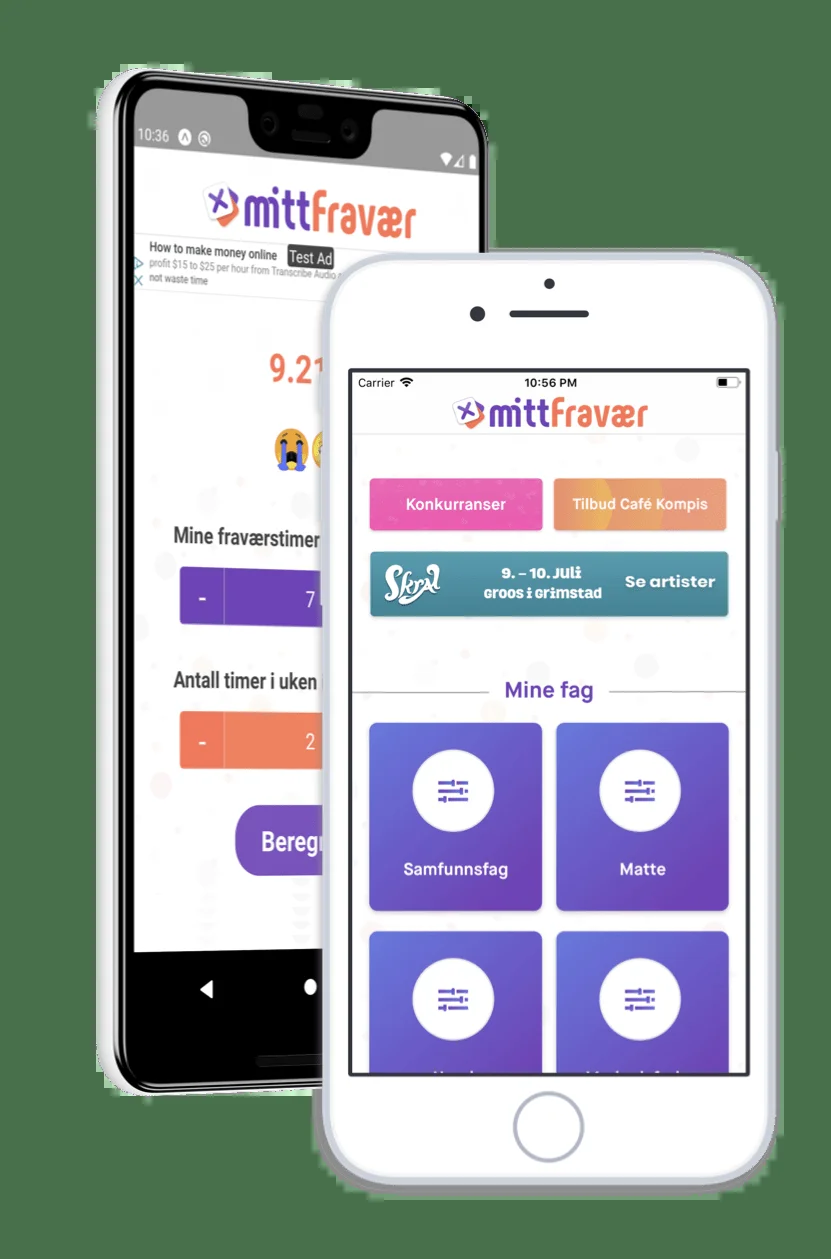 10:36
mittFravær
How to make money online Test Ad
profit $15 to $25 per hour from Transcribe Audio
not waste time
9.21
Mine fraværstimer
- 7
Antall timer i uken
- 2
Carrier 10:56 PM
mittFravær
Konkurranser Tilbud Café Kompis
Skral 9. – 10. Juli Se artister
Groos i Grimstad
Mine fag
Samfunnsfag Matte